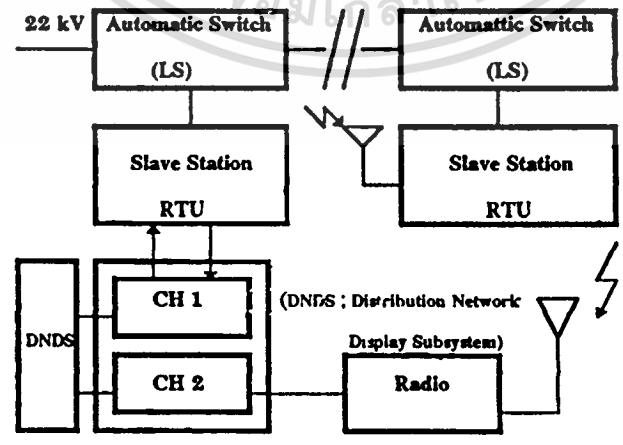 22 kV
Automatic Switch
(LS)
Automattic Switch
(LS)
Slave Station
RTU
Slave Station
RTU
DNDS
CH 1
CH 2
(DNDS ; Distribution Network
Display Subsystem)
Radio